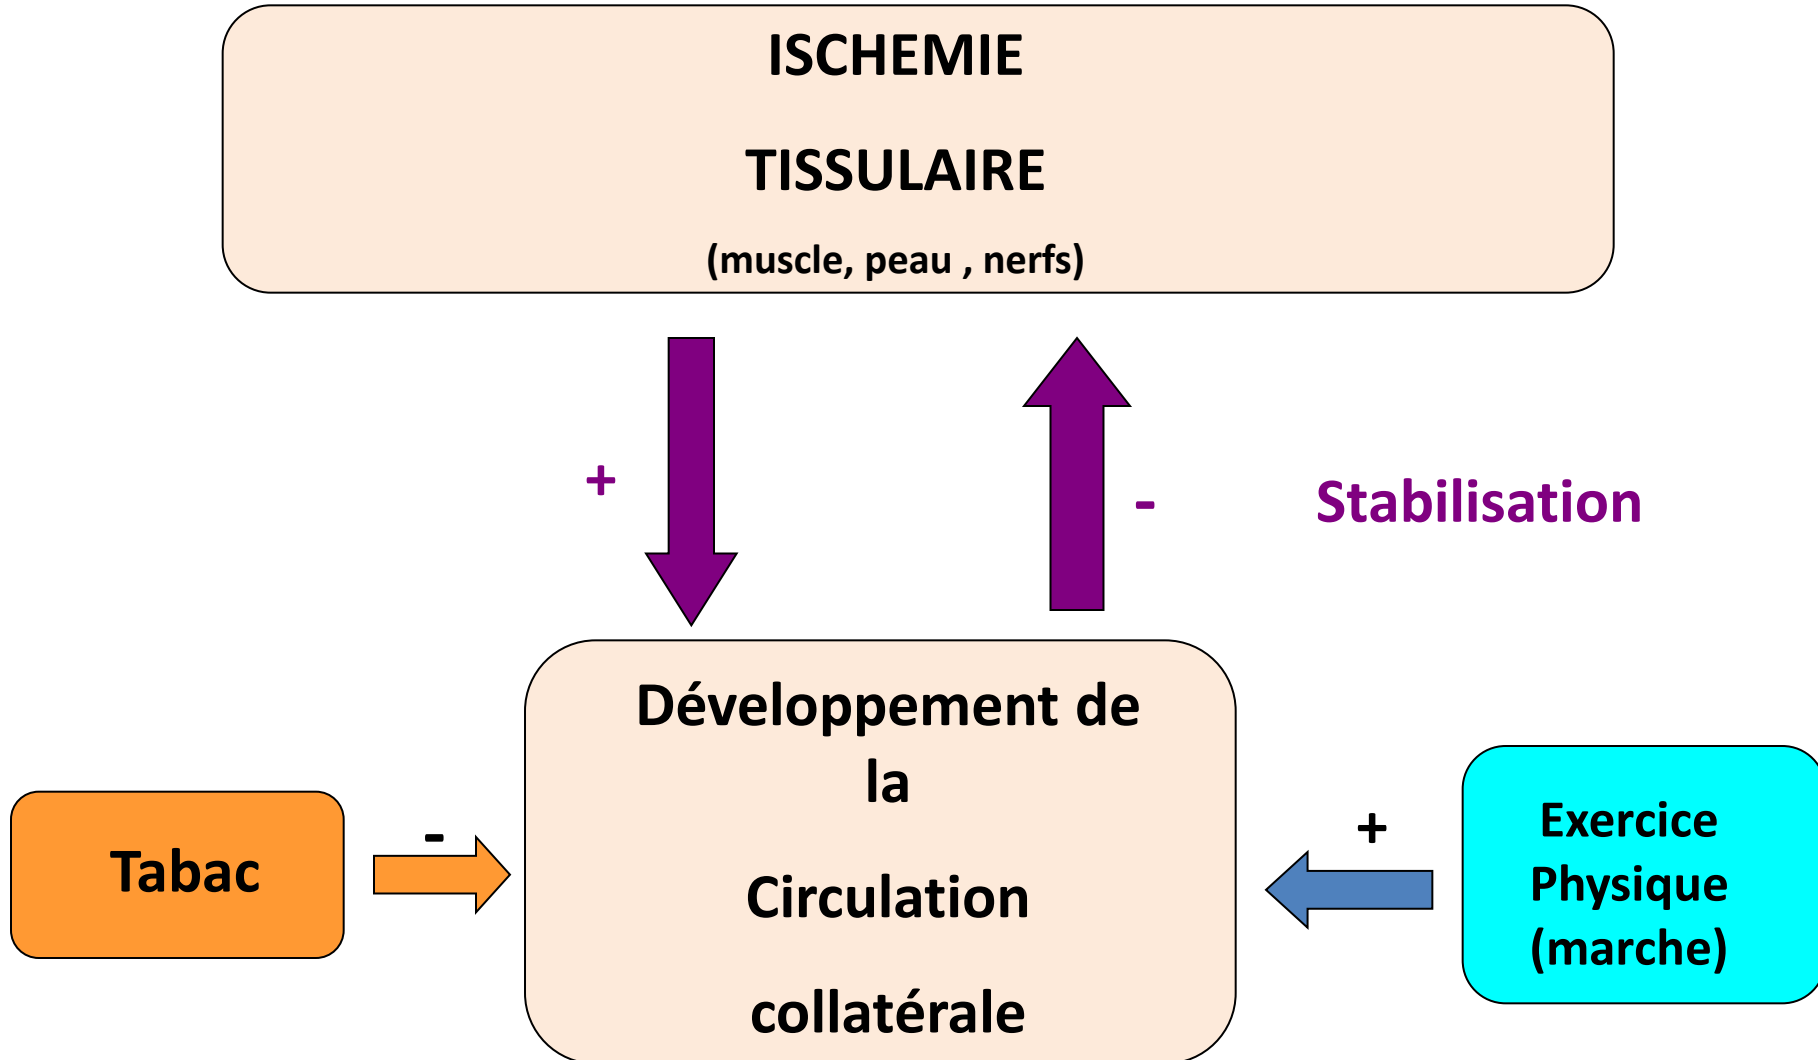 ISCHEMIE
TISSULAIRE
(muscle, peau , nerfs)
+
-
Stabilisation
Développement de
la
Circulation
collatérale
Tabac
-
+
Exercice
Physique
(marche)